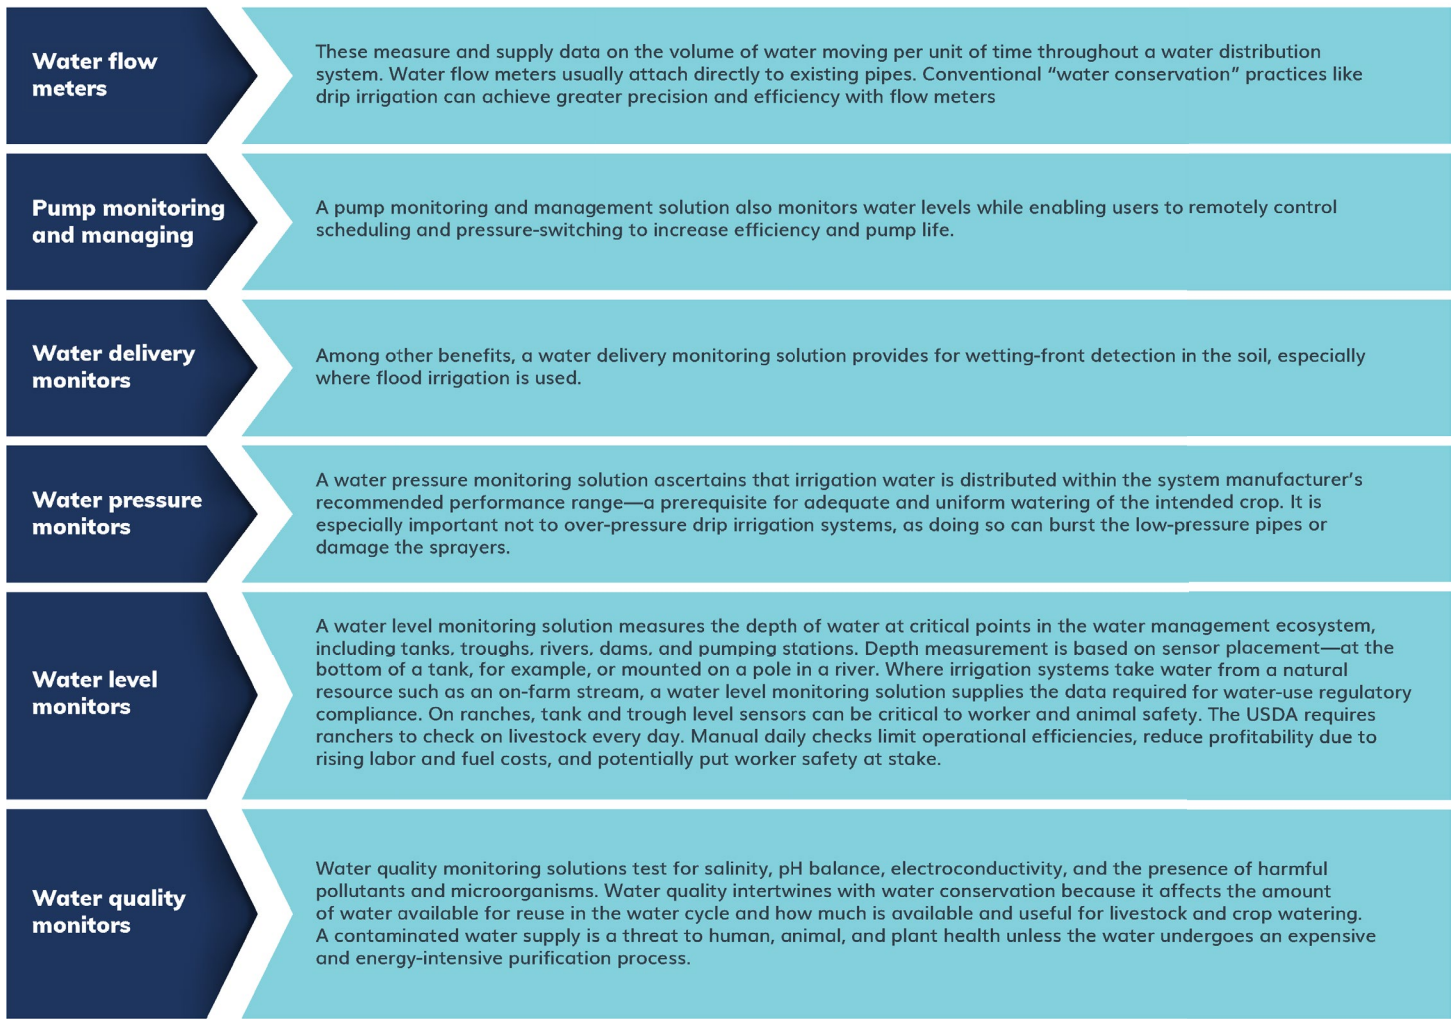 Water flow
meters
These measure and supply data on the volume of water moving per unit of time throughout a water distribution
system. Water flow meters usually attach directly to existing pipes. Conventional “water conservation” practices like
drip irrigation can achieve greater precision and efficiency with flow meters
Pump monitoring
and managing
A pump monitoring and management solution also monitors water levels while enabling users to remotely control
scheduling and pressure-switching to increase efficiency and pump life.
Water delivery
monitors
Among other benefits, a water delivery monitoring solution provides for wetting-front detection in the soil, especially
where flood irrigation is used.
Water pressure
monitors
A water pressure monitoring solution ascertains that irrigation water is distributed within the system manufacturer’s
recommended performance range—a prerequisite for adequate and uniform watering of the intended crop. It is
especially important not to over-pressure drip irrigation systems, as doing so can burst the low-pressure pipes or
damage the sprayers.
Water level
monitors
A water level monitoring solution measures the depth of water at critical points in the water management ecosystem,
including tanks, troughs, rivers, dams, and pumping stations. Depth measurement is based on sensor placement—at the
bottom of a tank, for example, or mounted on a pole in a river. Where irrigation systems take water from a natural
resource such as an on-farm stream, a water level monitoring solution supplies the data required for water-use regulatory
compliance. On ranches, tank and trough level sensors can be critical to worker and animal safety. The USDA requires
ranchers to check on livestock every day. Manual daily checks limit operational efficiencies, reduce profitability due to
rising labor and fuel costs, and potentially put worker safety at stake.
Water quality
monitors
Water quality monitoring solutions test for salinity, pH balance, electroconductivity, and the presence of harmful
pollutants and microorganisms. Water quality intertwines with water conservation because it affects the amount
of water available for reuse in the water cycle and how much is available and useful for livestock and crop watering.
A contaminated water supply is a threat to human, animal, and plant health unless the water undergoes an expensive
and energy-intensive purification process.